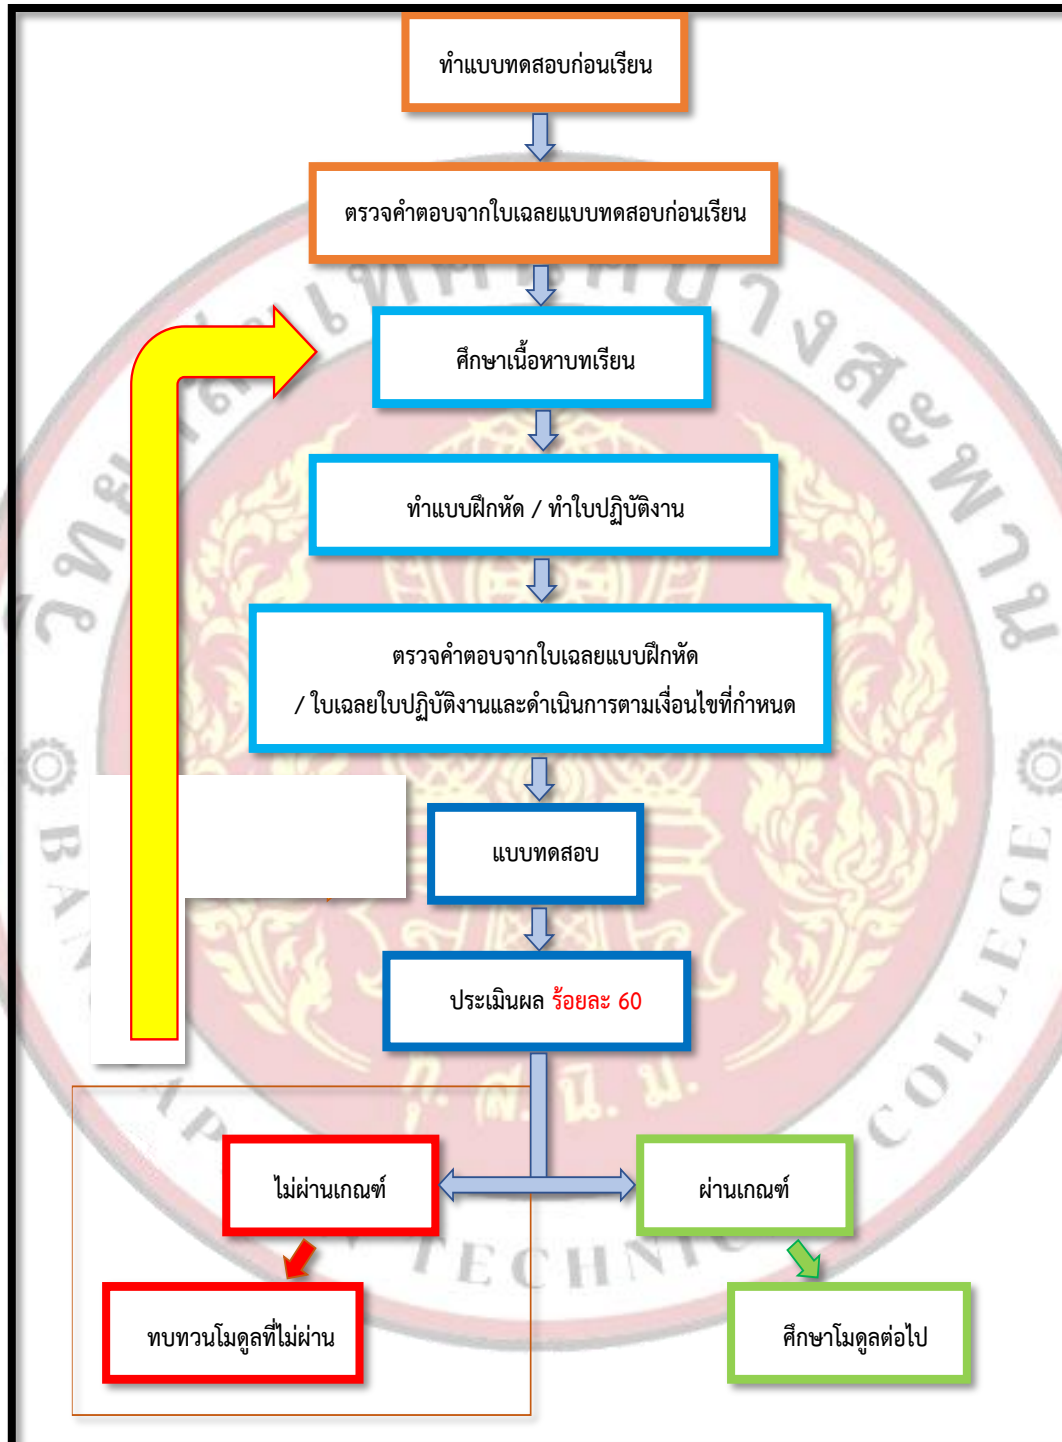 ทำแบบทดสอบก่อนเรียน
ตรวจคำตอบจากใบเฉลยแบบทดสอบก่อนเรียน
ศึกษาเนื้อหาบทเรียน
ทำแบบฝึกหัด / ทำใบปฏิบัติงาน
ตรวจคำตอบจากใบเฉลยแบบฝึกหัด
/ ใบเฉลยใบปฏิบัติงานและดำเนินการตามเงื่อนไขที่กำหนด
แบบทดสอบ
ประเมินผล ร้อยละ 60
ไม่ผ่านเกณฑ์
ผ่านเกณฑ์
ทบทวนโมดูลที่ไม่ผ่าน
ศึกษาโมดูลต่อไป
ก. ส. น. ม.
COLLEGE